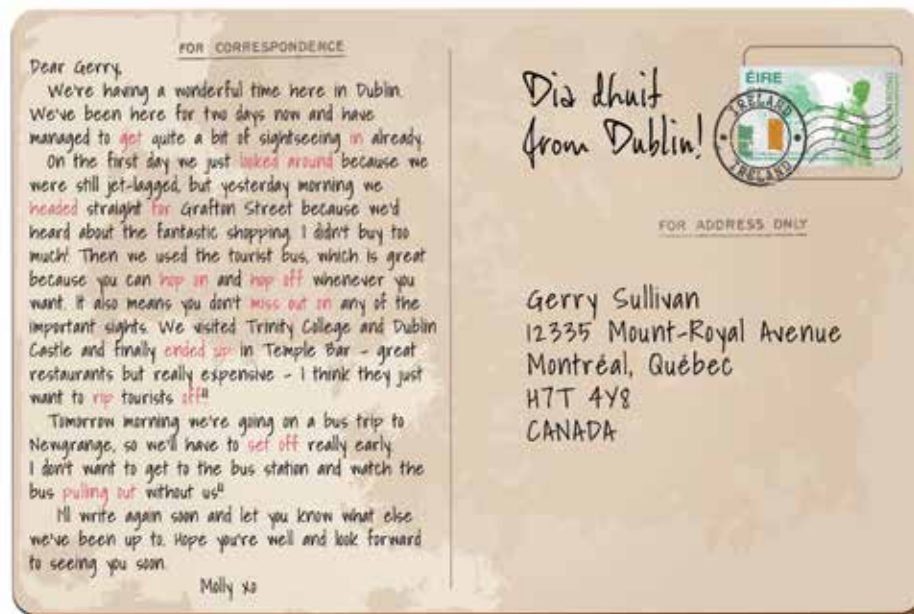 FOR CORRESPONDENCE
Dear Gerry,
We're having a wonderful time here in Dublin.
We've been here for two days now and have
managed to get quite a bit of sightseeing in already.
On the first day we just looked around because we
were still jet-lagged, but yesterday morning we
headed straight for Grafton Street because we'd
heard about the fantastic shopping. I didn't buy too
much! Then we used the tourist bus, which is great
because you can hop on and hop off whenever you
want. It also means you don't miss out on any of the
important sights. We visited Trinity College and Dublin
Castle and finally ended up in Temple Bar – great
restaurants but really expensive – I think they just
want to rip tourists off!!
Tomorrow morning we're going on a bus trip to
Newgrange, so we'll have to set off really early.
I don't want to get to the bus station and watch the
bus pulling out without us!!
I'll write again soon and let you know what else
we've been up to. Hope you're well and look forward
to seeing you soon.
Molly xo
Dia dhuit
from Dublin!
ÉIRE
IRELAND
IRELAND
FOR ADDRESS ONLY
Gerry Sullivan
12335 Mount-Royal Avenue
Montréal, Québec
H7T 4Y8
CANADA